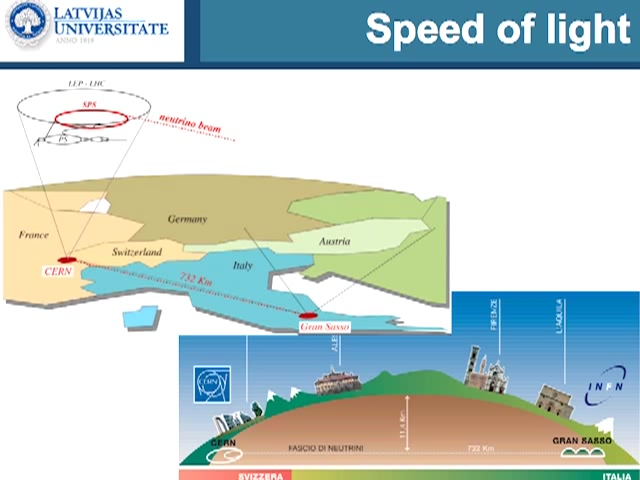 LATVIJAS
UNIVERSITATE
ANNO 1919
Speed of light
LEP - LHC
SPS
PS
neutrino beam
Germany
France
Austria
Switzerland
Italy
CERN
732 Km
Gran Sasso
FIRENZE
L'AQUILA
CERN
INFN
11,4 Km
CERN
FASCIO DI NEUTRINI
732 Km
GRAN SASSO
SVIZZERA
ITALIA